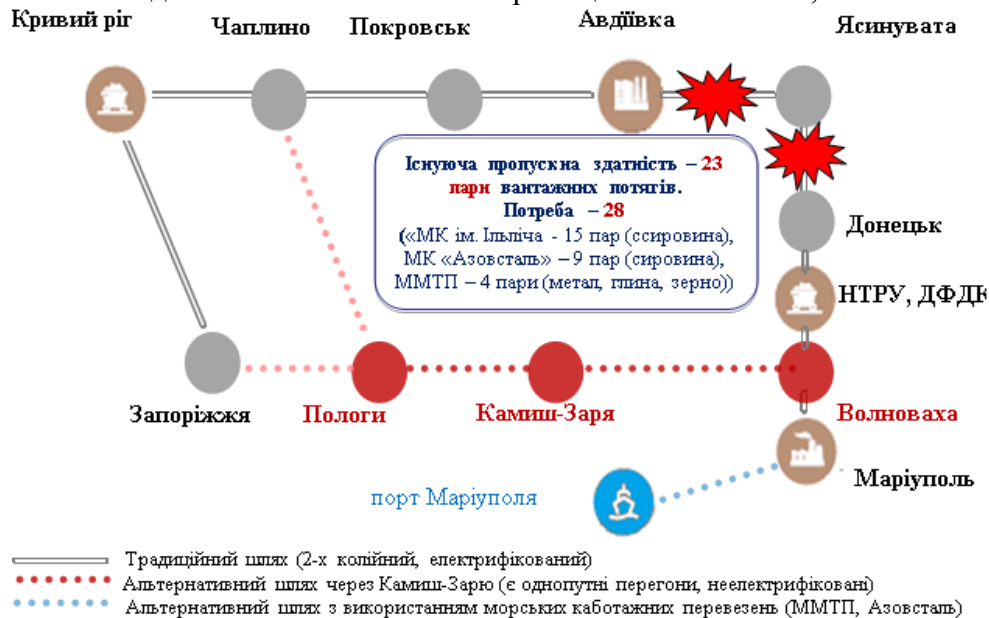 Кривий ріг
Чаплино
Покровськ
Авдіївка
Ясинувата
Існуюча пропускна здатність – 23
пари вантажних потягів.
Потреба – 28
(«МК ім. Ілліча - 15 пар (ссировина),
МК «Азовсталь» – 9 пар (сировина),
ММТП – 4 пари (метал, глина, зерно))
Донецьк
НТРУ, ДФДК
Запоріжжя
Пологи
Камиш-Заря
Волноваха
Маріуполь
порт Маріуполя
Традиційний шлях (2-х колійний, електрифікований)
Альтернативний шлях через Камиш-Зарю (є однопутні перегони, неелектрифіковані)
Альтернативний шлях з використанням морських каботажних перевезень (ММТП, Азовсталь)